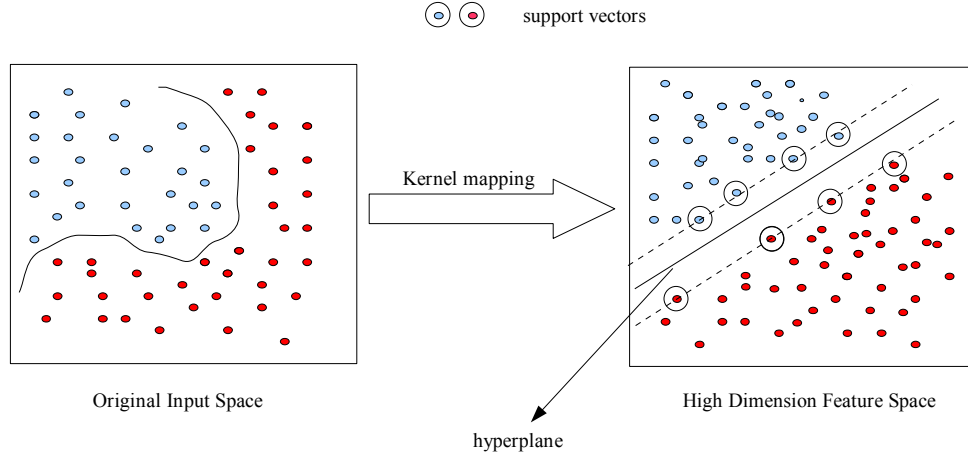 support vectors
Kernel mapping
Original Input Space
High Dimension Feature Space
hyperplane